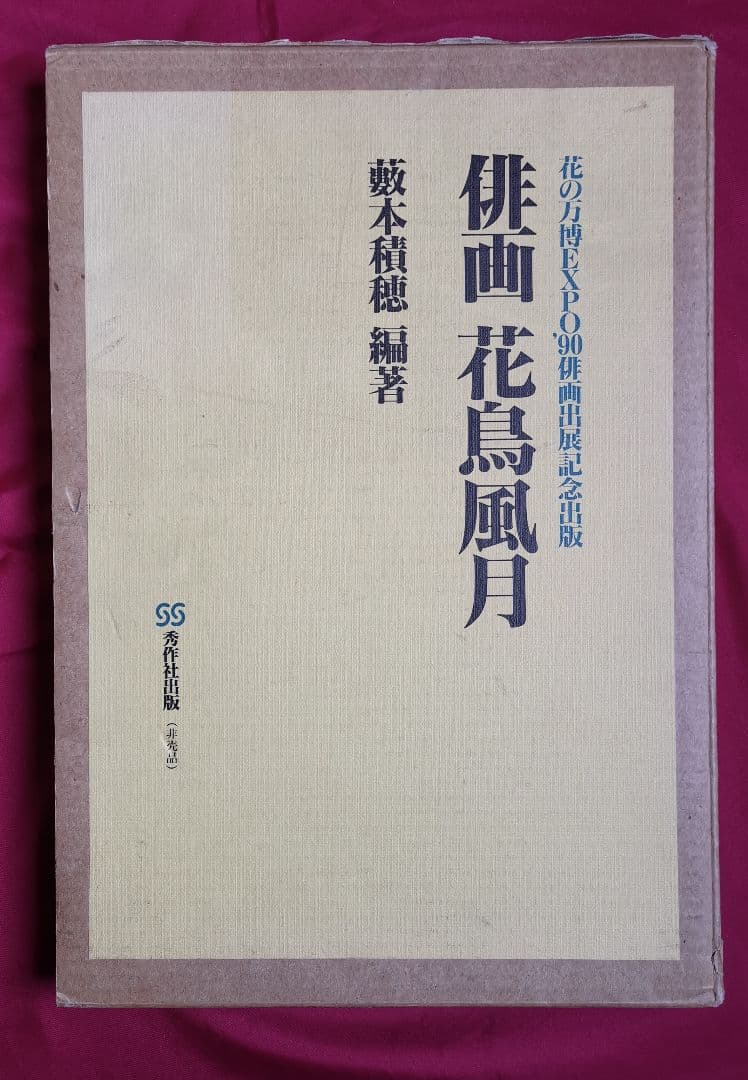 花の万博EXPO'90俳画出展記念出版
俳画 花鳥風月
藪本積穂 編著
SS
秀作社出版
(非売品)